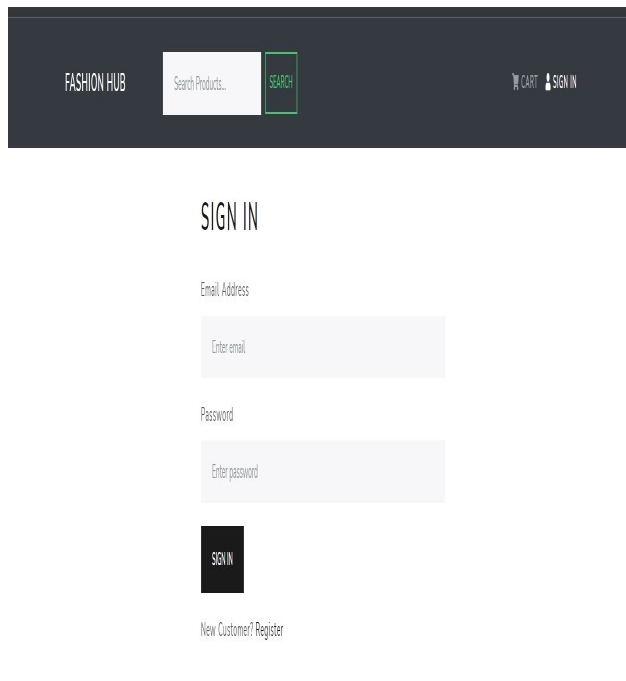 FASHION HUB Search Products... SEARCH CART SIGN IN
SIGN IN
Email Address
Enter email
Password
Enter password
SIGN IN
New Customer? Register